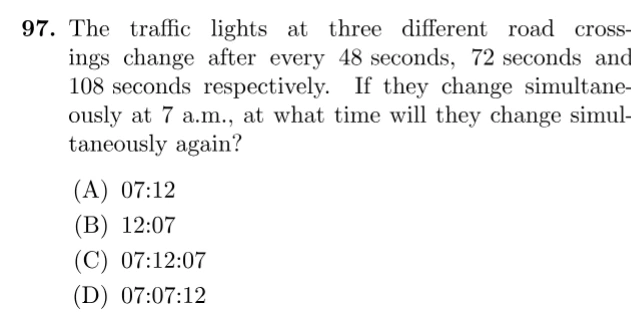 97. The traffic lights at three different road cross-
ings change after every 48 seconds, 72 seconds and
108 seconds respectively. If they change simultane-
ously at 7 a.m., at what time will they change simul-
taneously again?
(A) 07:12
(B) 12:07
(C) 07:12:07
(D) 07:07:12